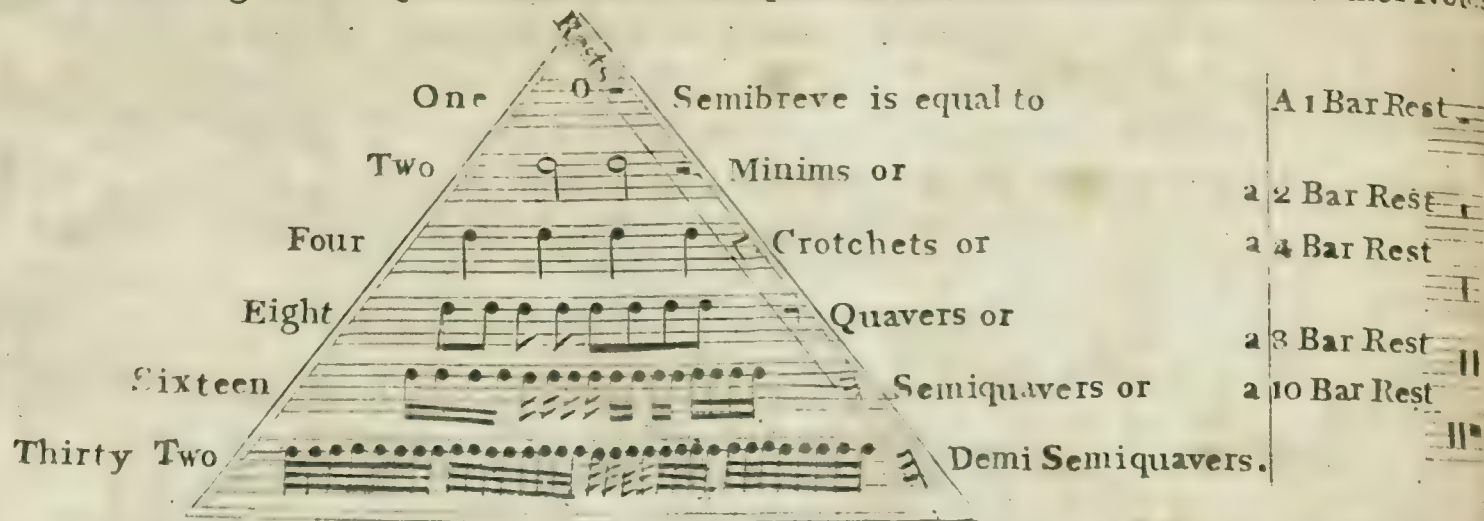 Rests
One Semibreve is equal to A 1 Bar Rest
Two Minims or a 2 Bar Rest
Four Crotchets or a 4 Bar Rest
Eight Quavers or a 8 Bar Rest
Sixteen Semiquavers or a 10 Bar Rest
Thirty Two Demi Semiquavers.